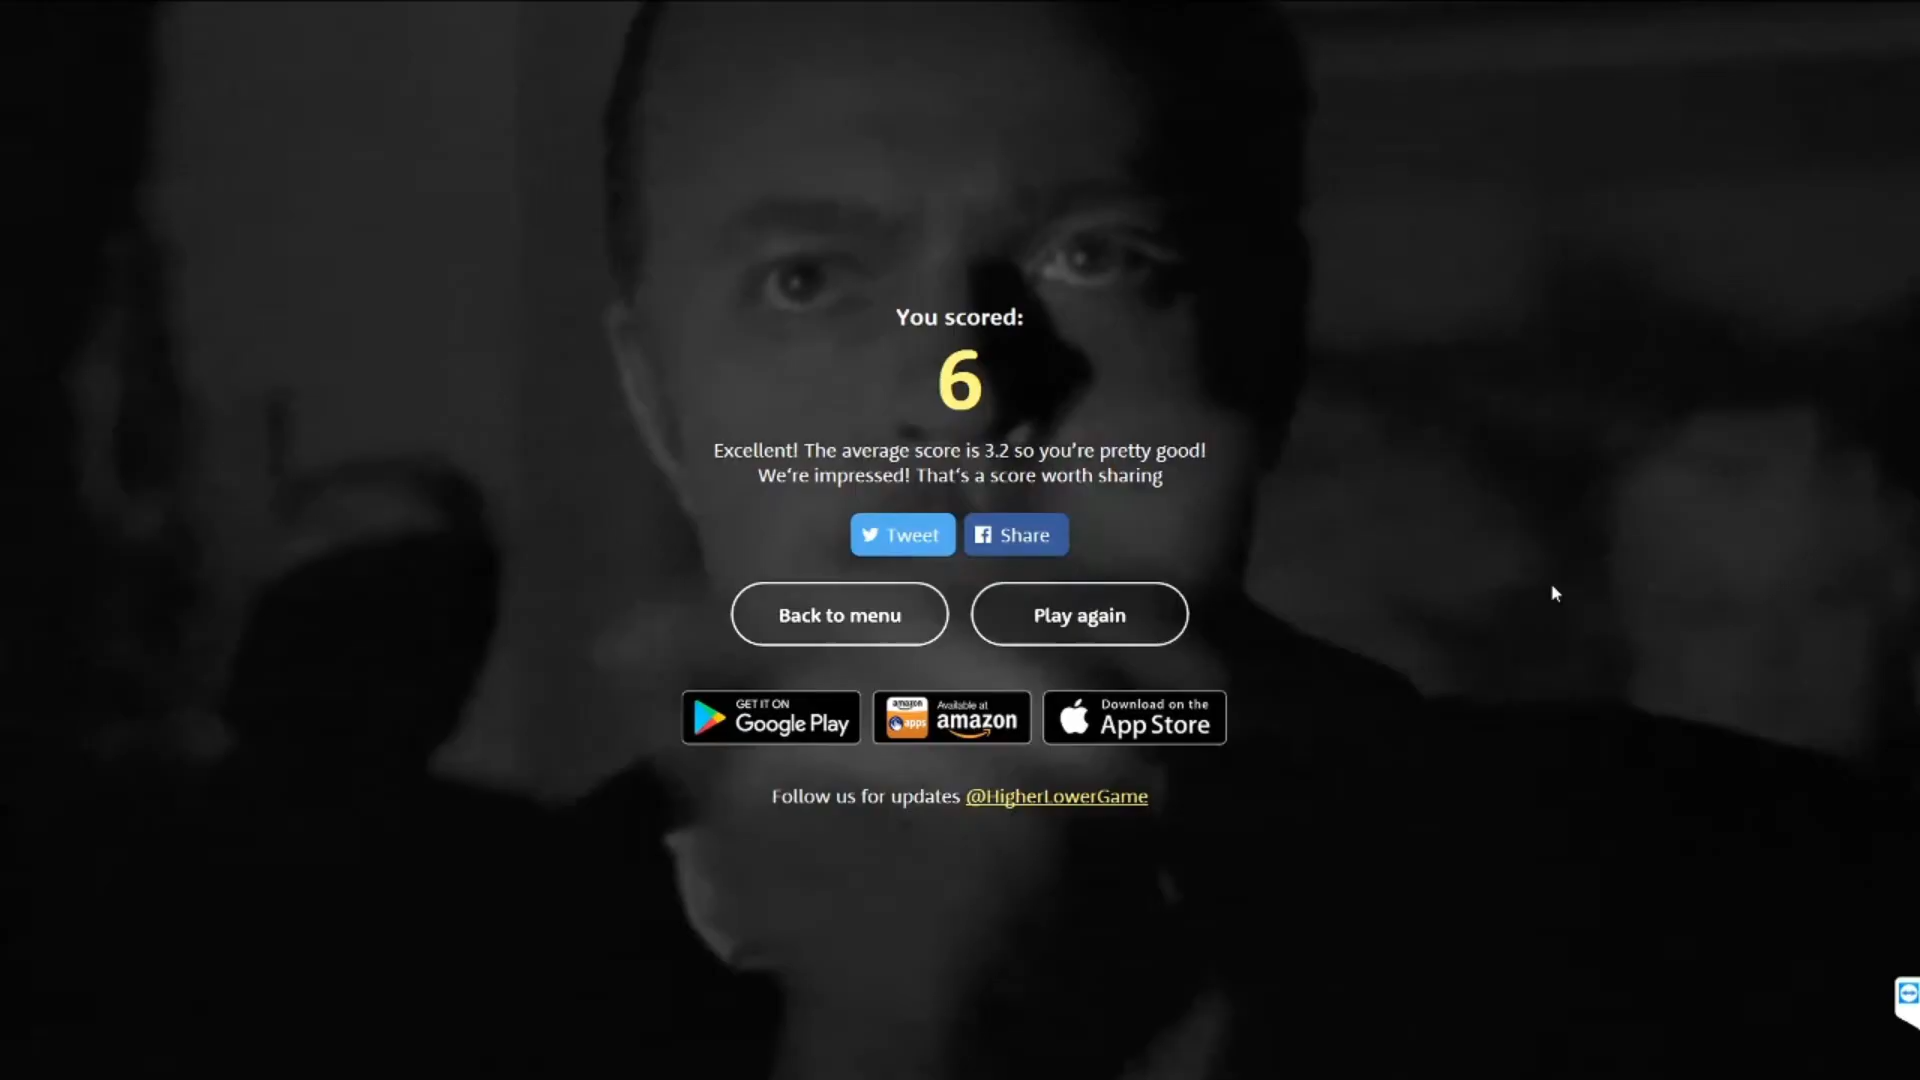 You scored:
6
Excellent! The average score is 3.2 so you’re pretty good!
We‘re impressed! That‘s a score worth sharing
Tweet
Share
Back to menu
Play again
GET IT ON
Google Play
amazon
apps
Available at
amazon
Download on the
App Store
Follow us for updates @HigherLowerGame